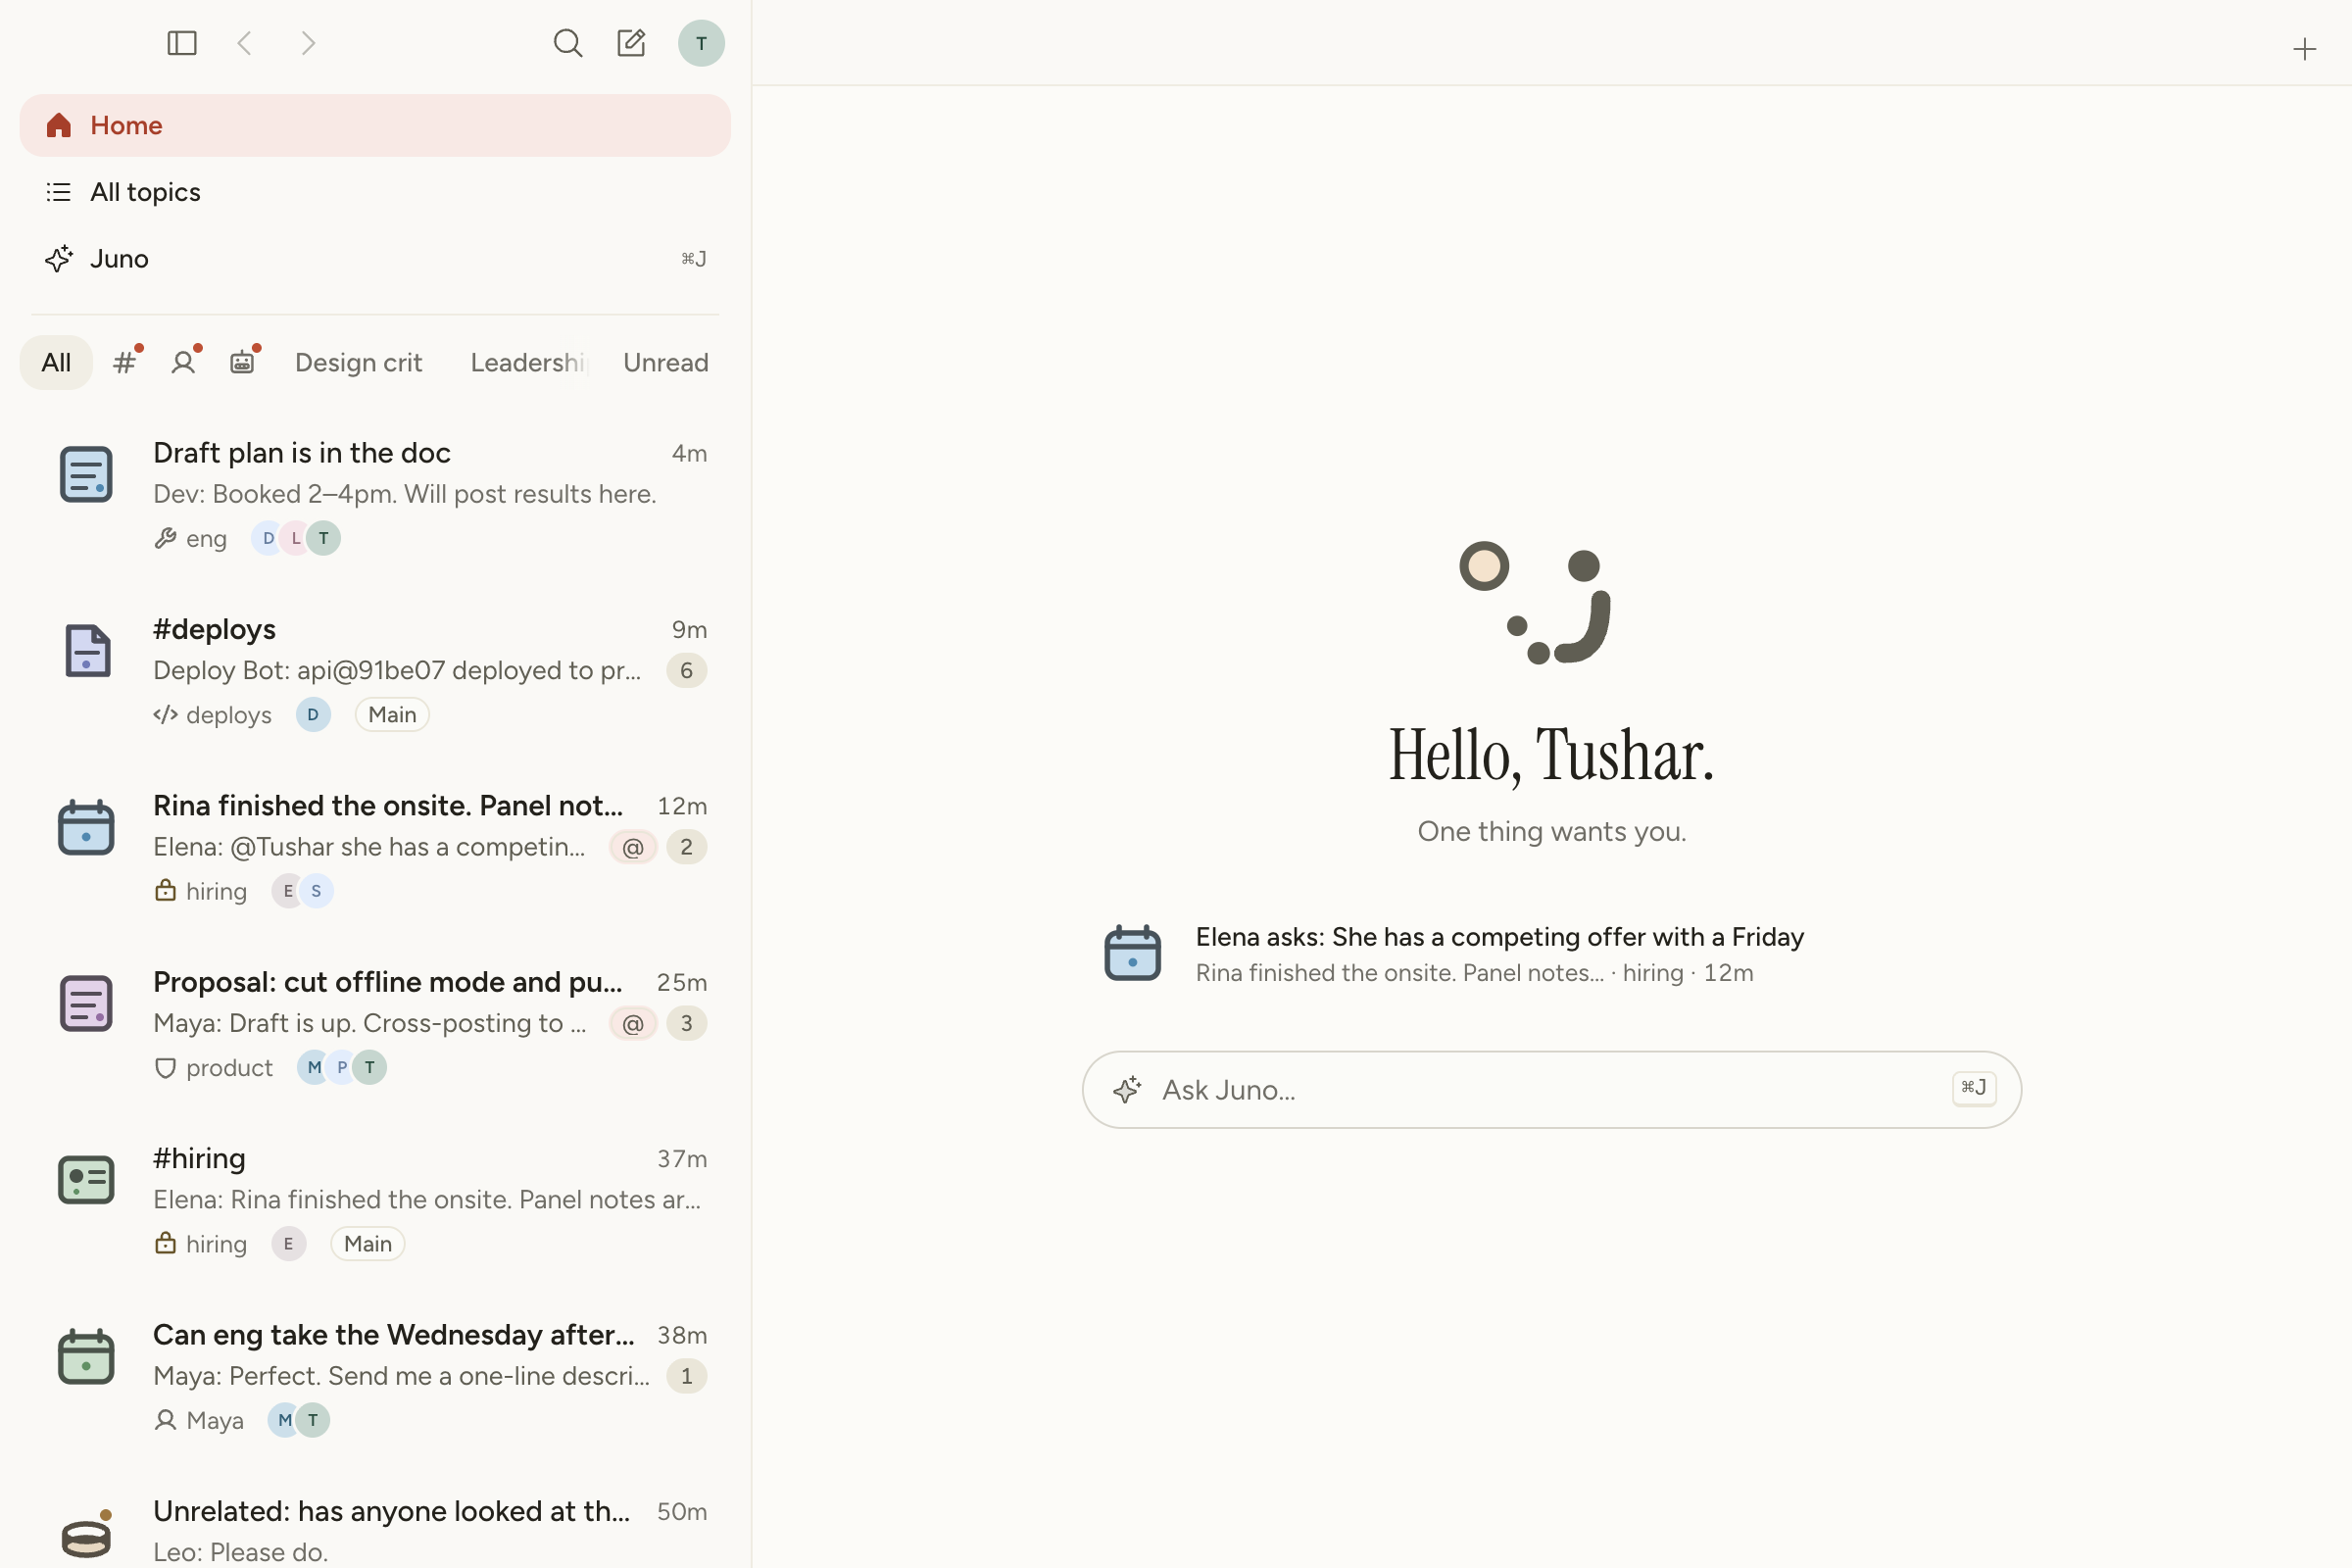 T
Home
All topics
Juno ⌘J
All # Design crit Leadershi Unread
Draft plan is in the doc 4m
Dev: Booked 2–4pm. Will post results here.
eng D L T
#deploys 9m
Deploy Bot: api@91be07 deployed to pr... 6
deploys D Main
Rina finished the onsite. Panel not... 12m
Elena: @Tushar she has a competin... @ 2
hiring E S
Proposal: cut offline mode and pu... 25m
Maya: Draft is up. Cross-posting to ... @ 3
product M P T
#hiring 37m
Elena: Rina finished the onsite. Panel notes ar...
hiring E Main
Can eng take the Wednesday after... 38m
Maya: Perfect. Send me a one-line descri... 1
Maya M T
Unrelated: has anyone looked at th... 50m
Leo: Please do.
Hello, Tushar.
One thing wants you.
Elena asks: She has a competing offer with a Friday
Rina finished the onsite. Panel notes... · hiring · 12m
Ask Juno... ⌘J